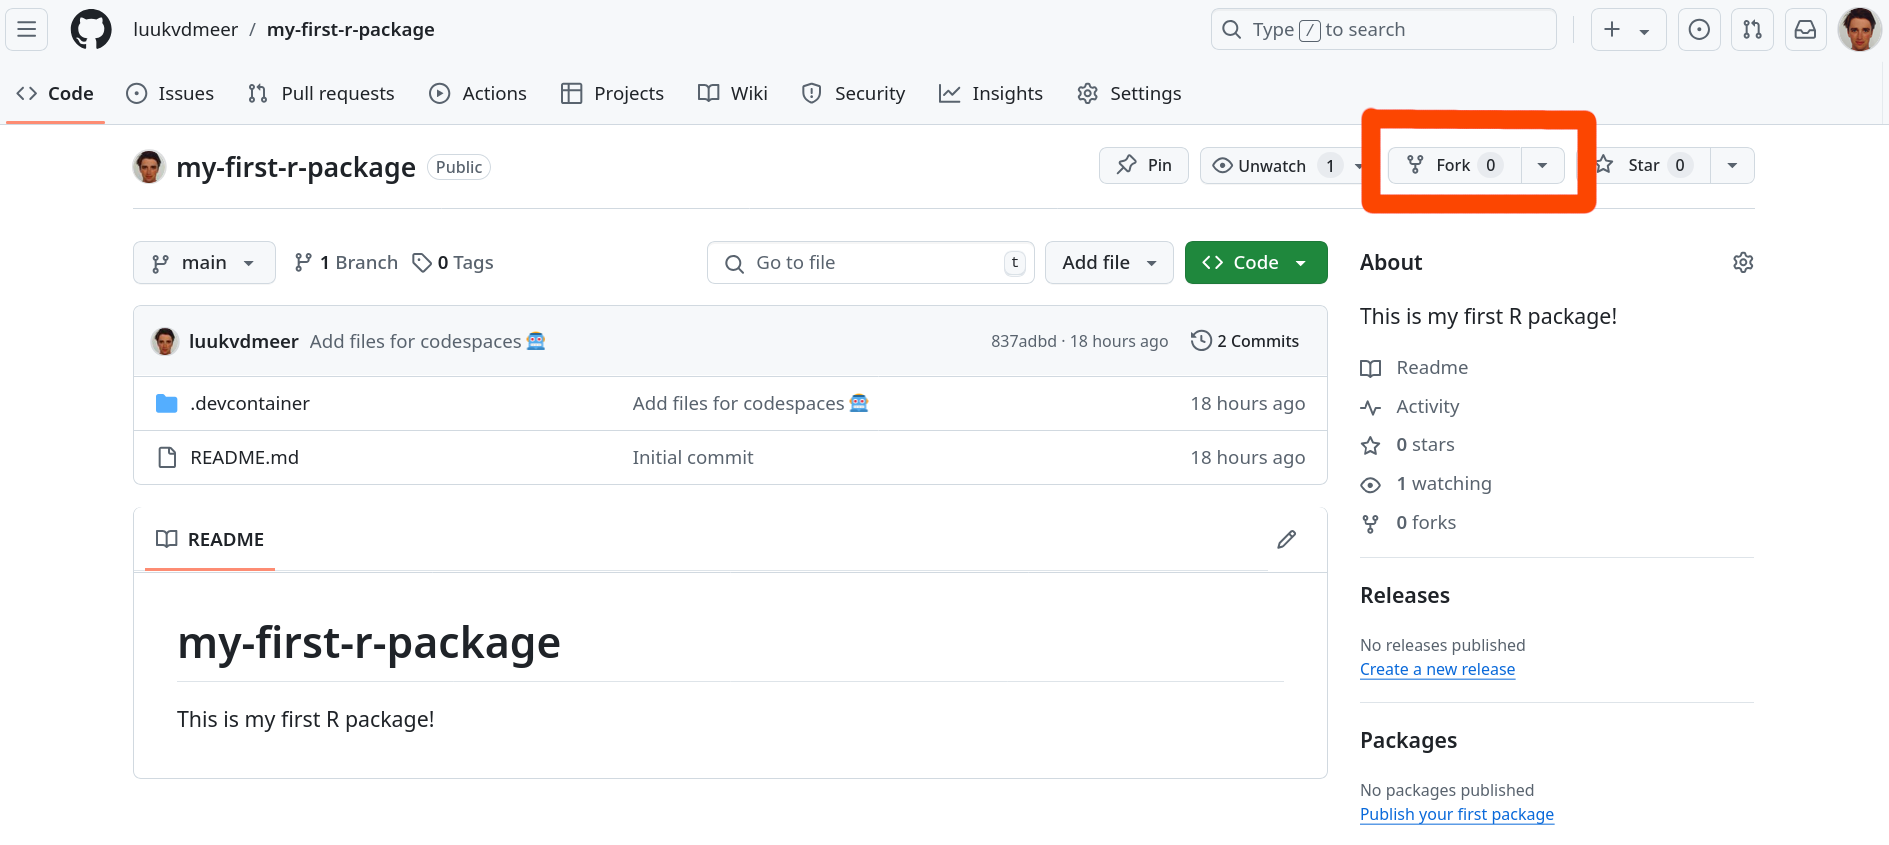 luukvdmeer / my-first-r-package
Type / to search
Code Issues Pull requests Actions Projects Wiki Security Insights Settings
my-first-r-package Public
Pin Unwatch 1 Fork 0 Star 0
main 1 Branch 0 Tags Go to file t Add file Code
luukvdmeer Add files for codespaces 837adbd · 18 hours ago 2 Commits
.devcontainer Add files for codespaces 18 hours ago
README.md Initial commit 18 hours ago
README
my-first-r-package
This is my first R package!
About
This is my first R package!
Readme
Activity
0 stars
1 watching
0 forks
Releases
No releases published
Create a new release
Packages
No packages published
Publish your first package